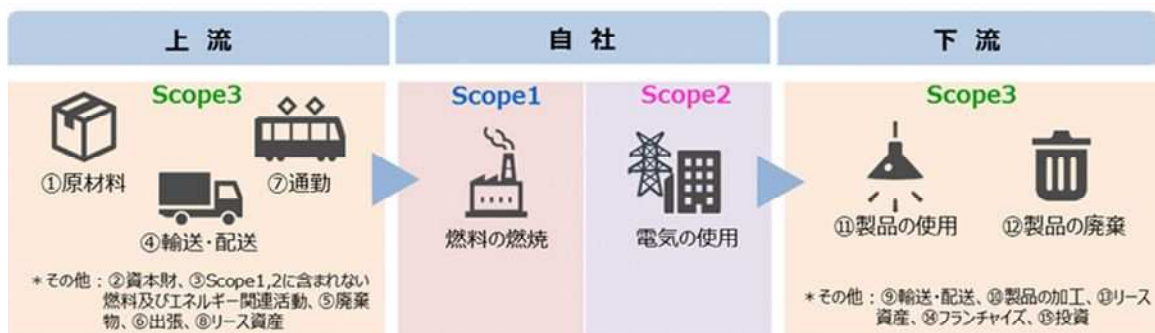 上流
自社
下流
Scope3
①原材料
⑦通勤
④輸送・配送
＊その他：②資本財、③Scope1,2に含まれない
燃料及びエネルギー関連活動、⑤廃棄
物、⑥出張、⑧リース資産
Scope1
燃料の燃焼
Scope2
電気の使用
Scope3
⑪製品の使用
⑫製品の廃棄
＊その他：⑨輸送・配送、⑩製品の加工、⑬リース
資産、⑭フランチャイズ、⑮投資